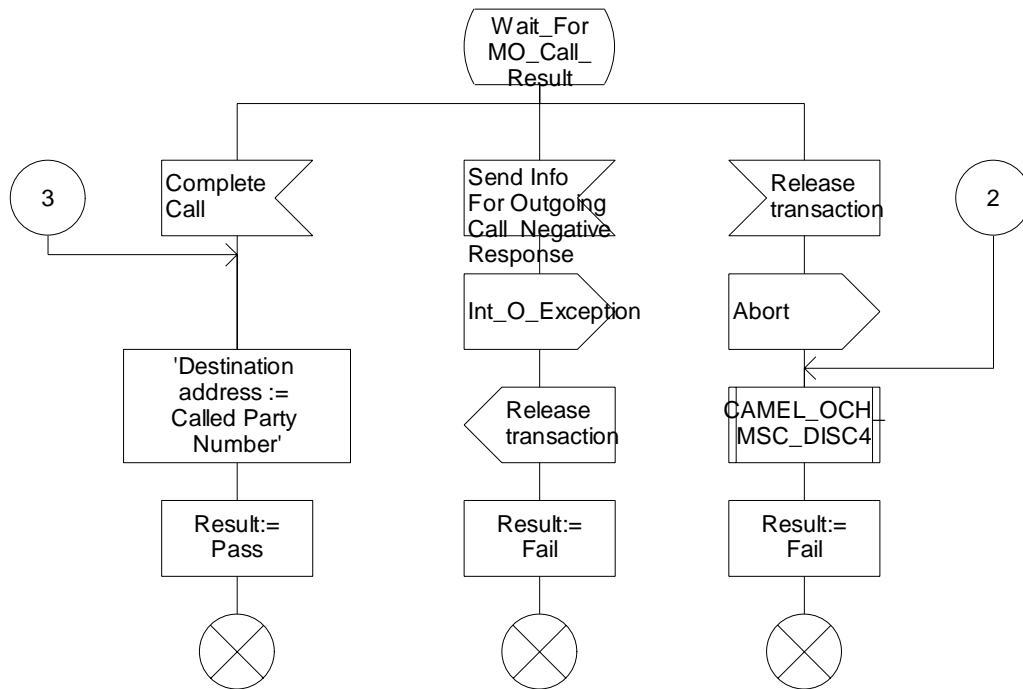 Wait_For
MO_Call_
Result
3
Complete
Call
Send Info
For Outgoing
Call Negative
Response
Release
transaction
2
Int_O_Exception
Abort
'Destination
address :=
Called Party
Number'
Release
transaction
CAMEL_OCH_
MSC_DISC4
Result:=
Pass
Result:=
Fail
Result:=
Fail